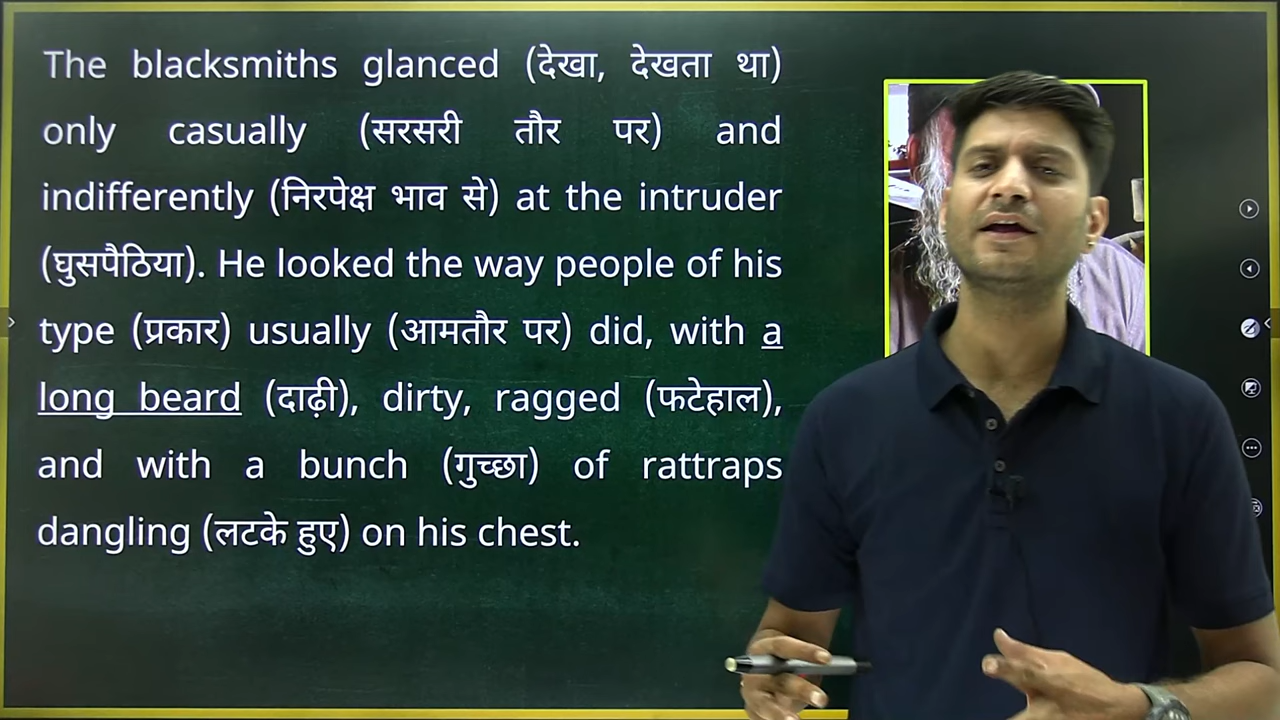 The blacksmiths glanced (देखा, देखता था)
only casually (सरसरी तौर पर) and
indifferently (निरपेक्ष भाव से) at the intruder
(घुसपैठिया). He looked the way people of his
type (प्रकार) usually (आमतौर पर) did, with a
long beard (दाढ़ी), dirty, ragged (फटेहाल),
and with a bunch (गुच्छा) of rattraps
dangling (लटके हुए) on his chest.